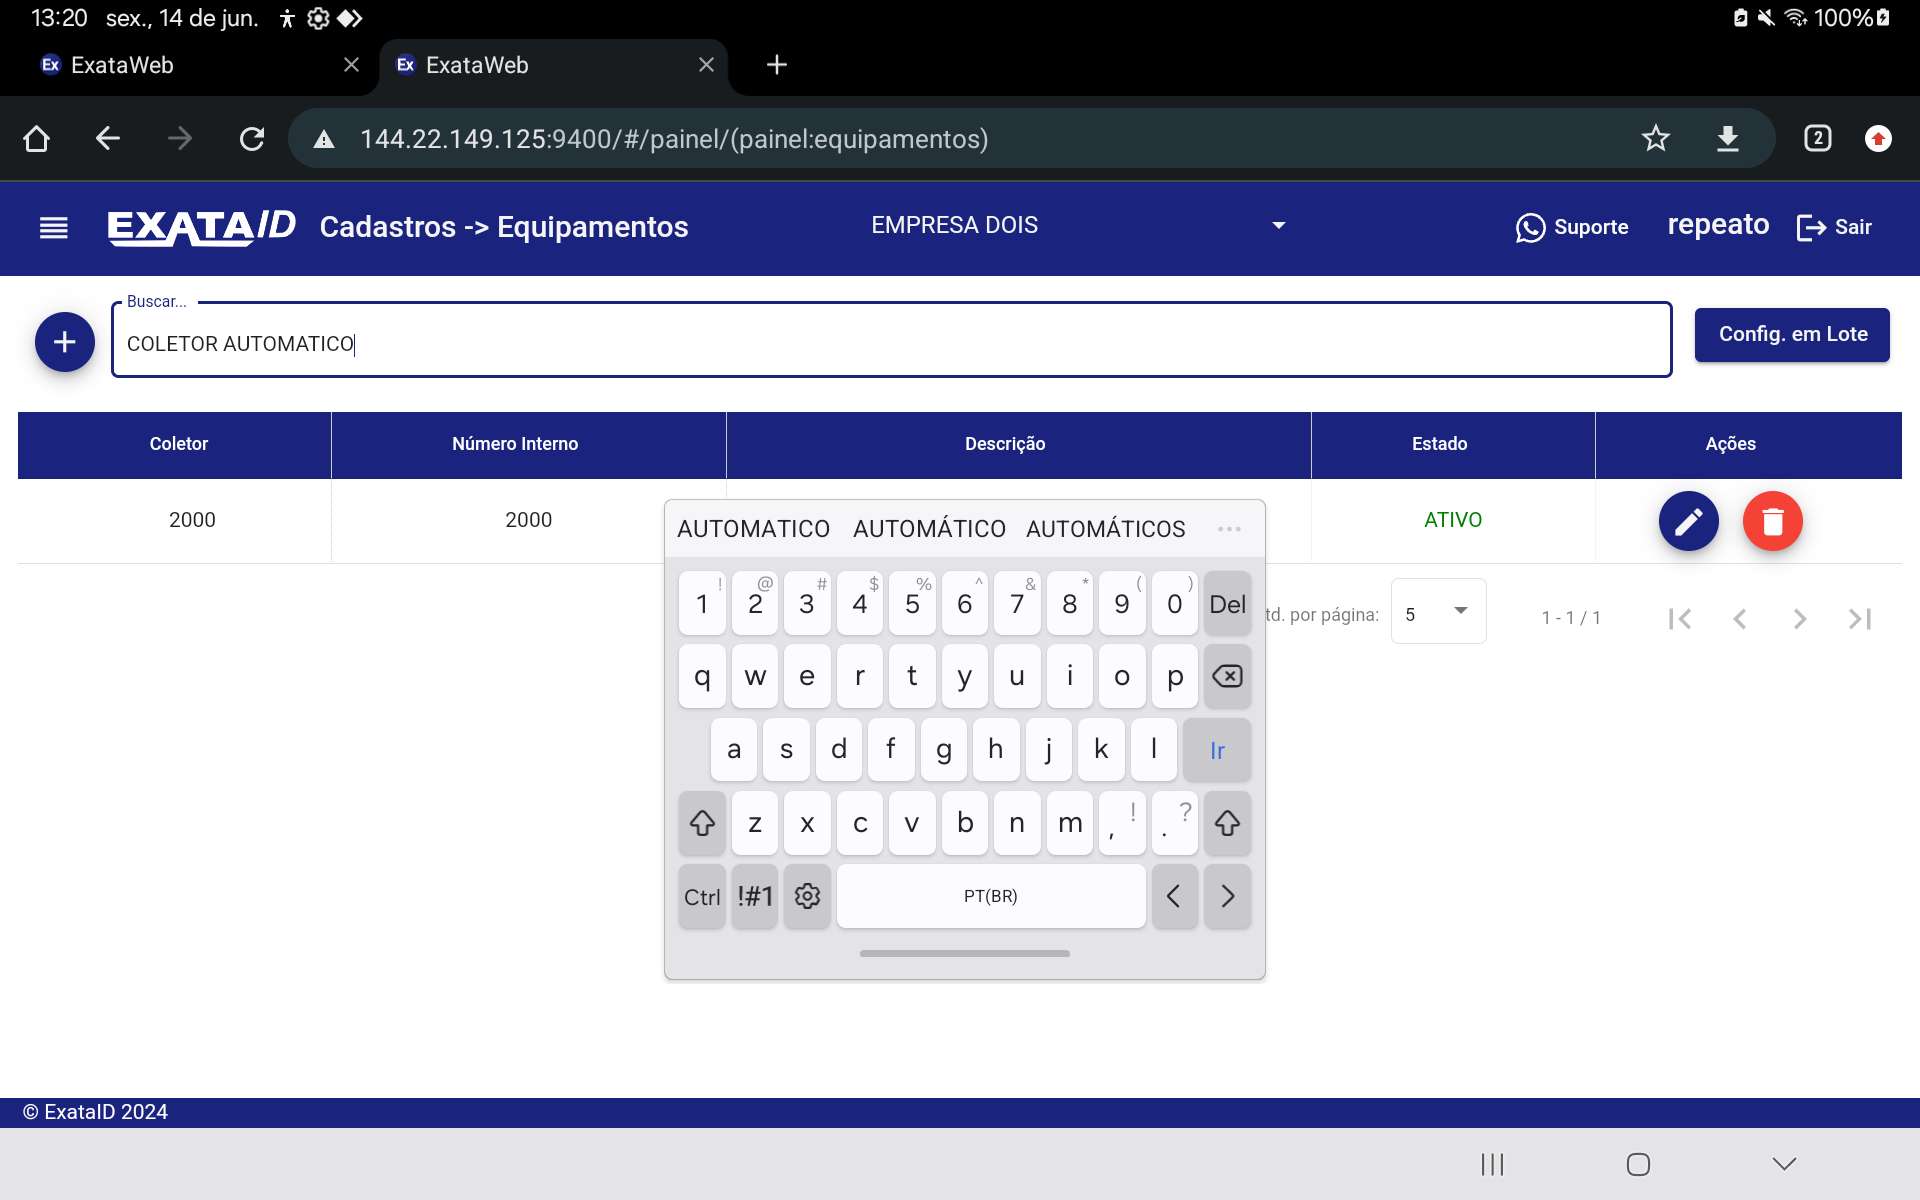 13:20 sex., 14 de jun. 100%
Ex ExataWeb Ex ExataWeb
144.22.149.125:9400/#/painel/(painel:equipamentos) 2
EXATAID Cadastros -> Equipamentos EMPRESA DOIS Suporte repeato Sair
Buscar...
COLETOR AUTOMATICO
Config. em Lote
Coletor Número Interno Descrição Estado Ações
2000 2000 ATIVO
AUTOMATICO AUTOMÁTICO AUTOMÁTICOS ...
! @ # $ % ^ & * ( )
1 2 3 4 5 6 7 8 9 0 Del
td. por página: 5 1 - 1 / 1
q w e r t y u i o p
a s d f g h j k l Ir
z x c v b n m , ! . ?
Ctrl !#1 PT(BR) < >
© ExataID 2024